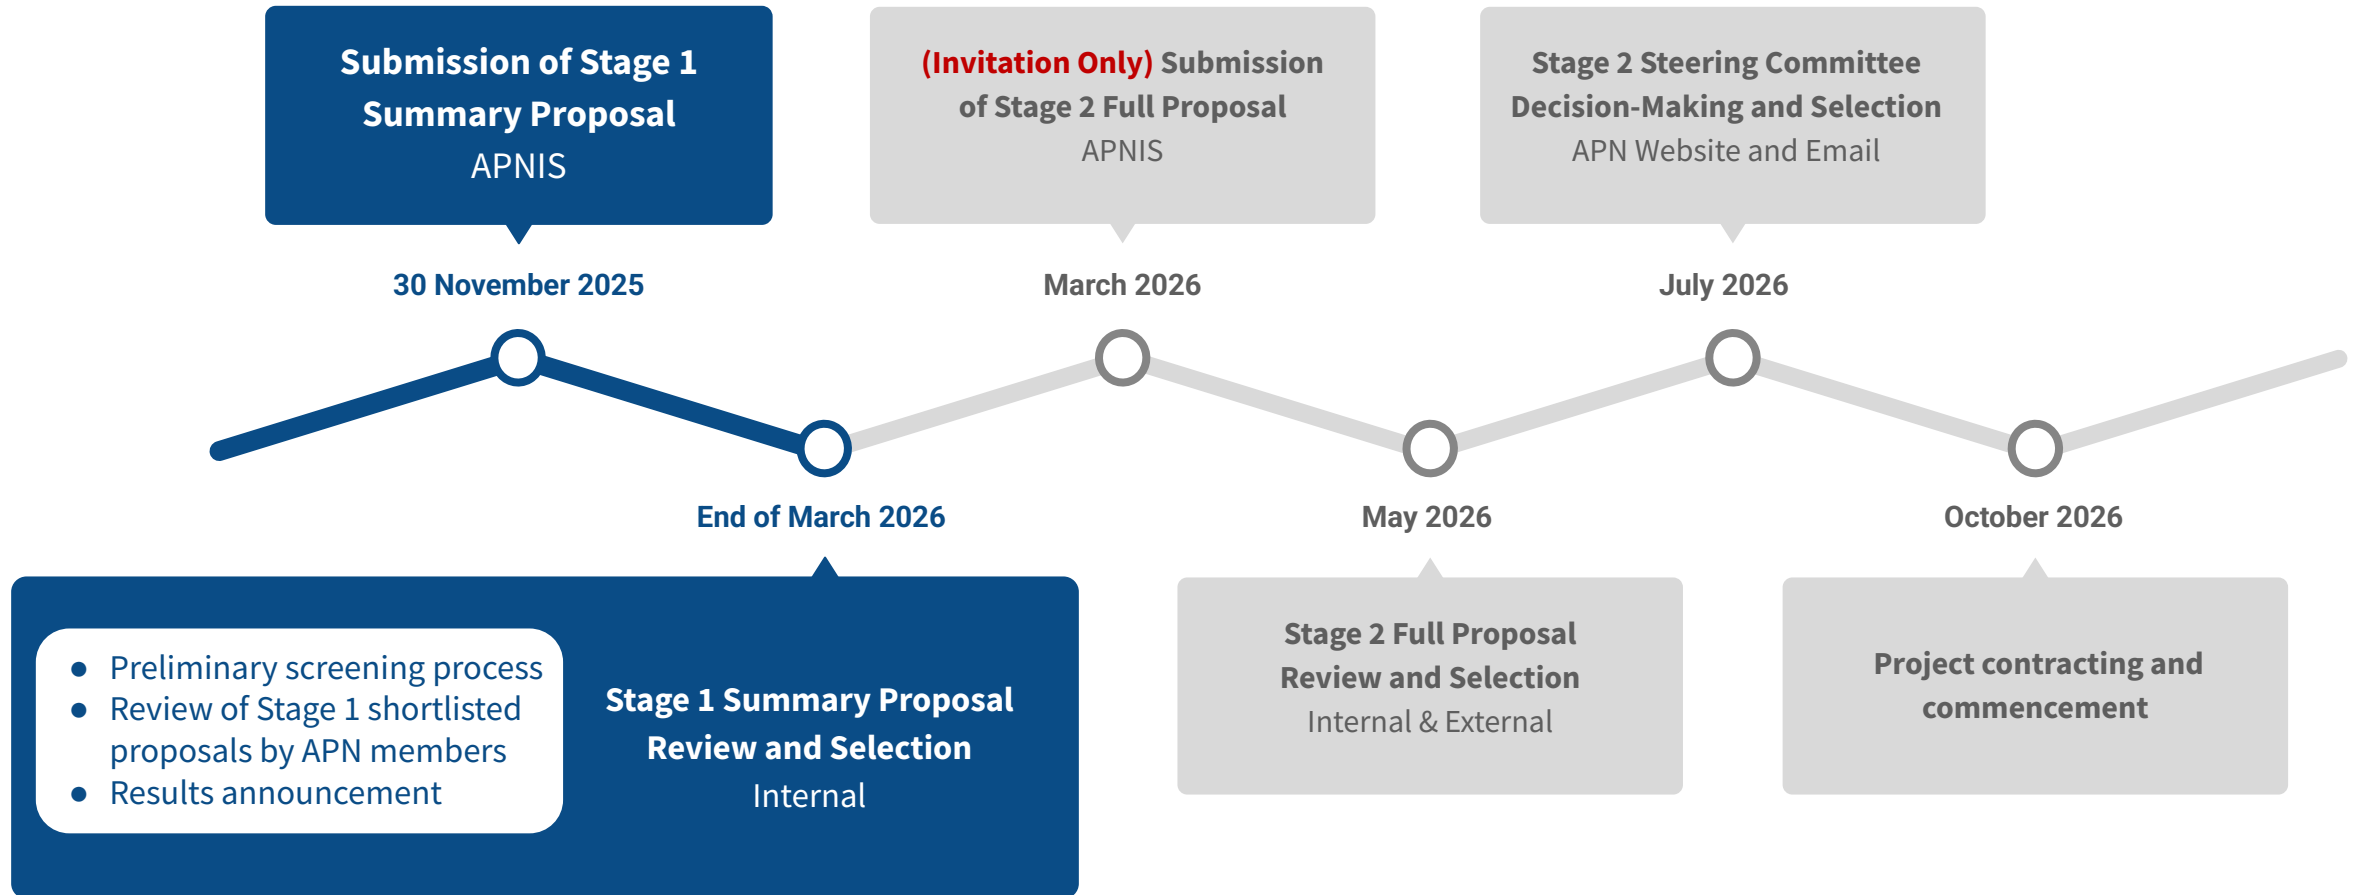 Submission of Stage 1
Summary Proposal
APNIS
30 November 2025
(Invitation Only) Submission
of Stage 2 Full Proposal
APNIS
March 2026
Stage 2 Steering Committee
Decision-Making and Selection
APN Website and Email
July 2026
End of March 2026
● Preliminary screening process
● Review of Stage 1 shortlisted
proposals by APN members
● Results announcement
Stage 1 Summary Proposal
Review and Selection
Internal
May 2026
Stage 2 Full Proposal
Review and Selection
Internal & External
October 2026
Project contracting and
commencement